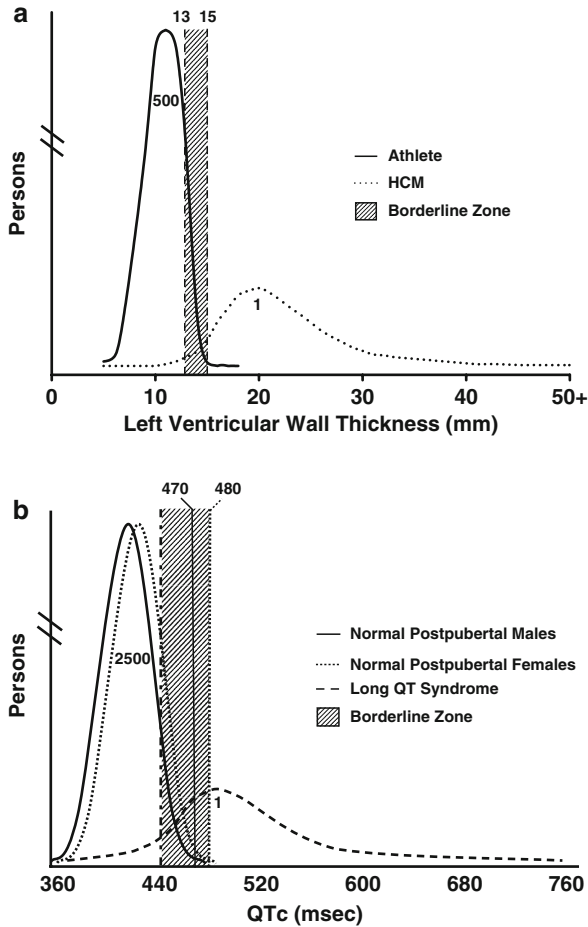 a
13 15
500
1
Persons
Athlete
HCM
Borderline Zone
0 10 20 30 40 50+
Left Ventricular Wall Thickness (mm)
b
470 480
2500
1
Persons
Normal Postpubertal Males
Normal Postpubertal Females
Long QT Syndrome
Borderline Zone
360 440 520 600 680 760
QTc (msec)